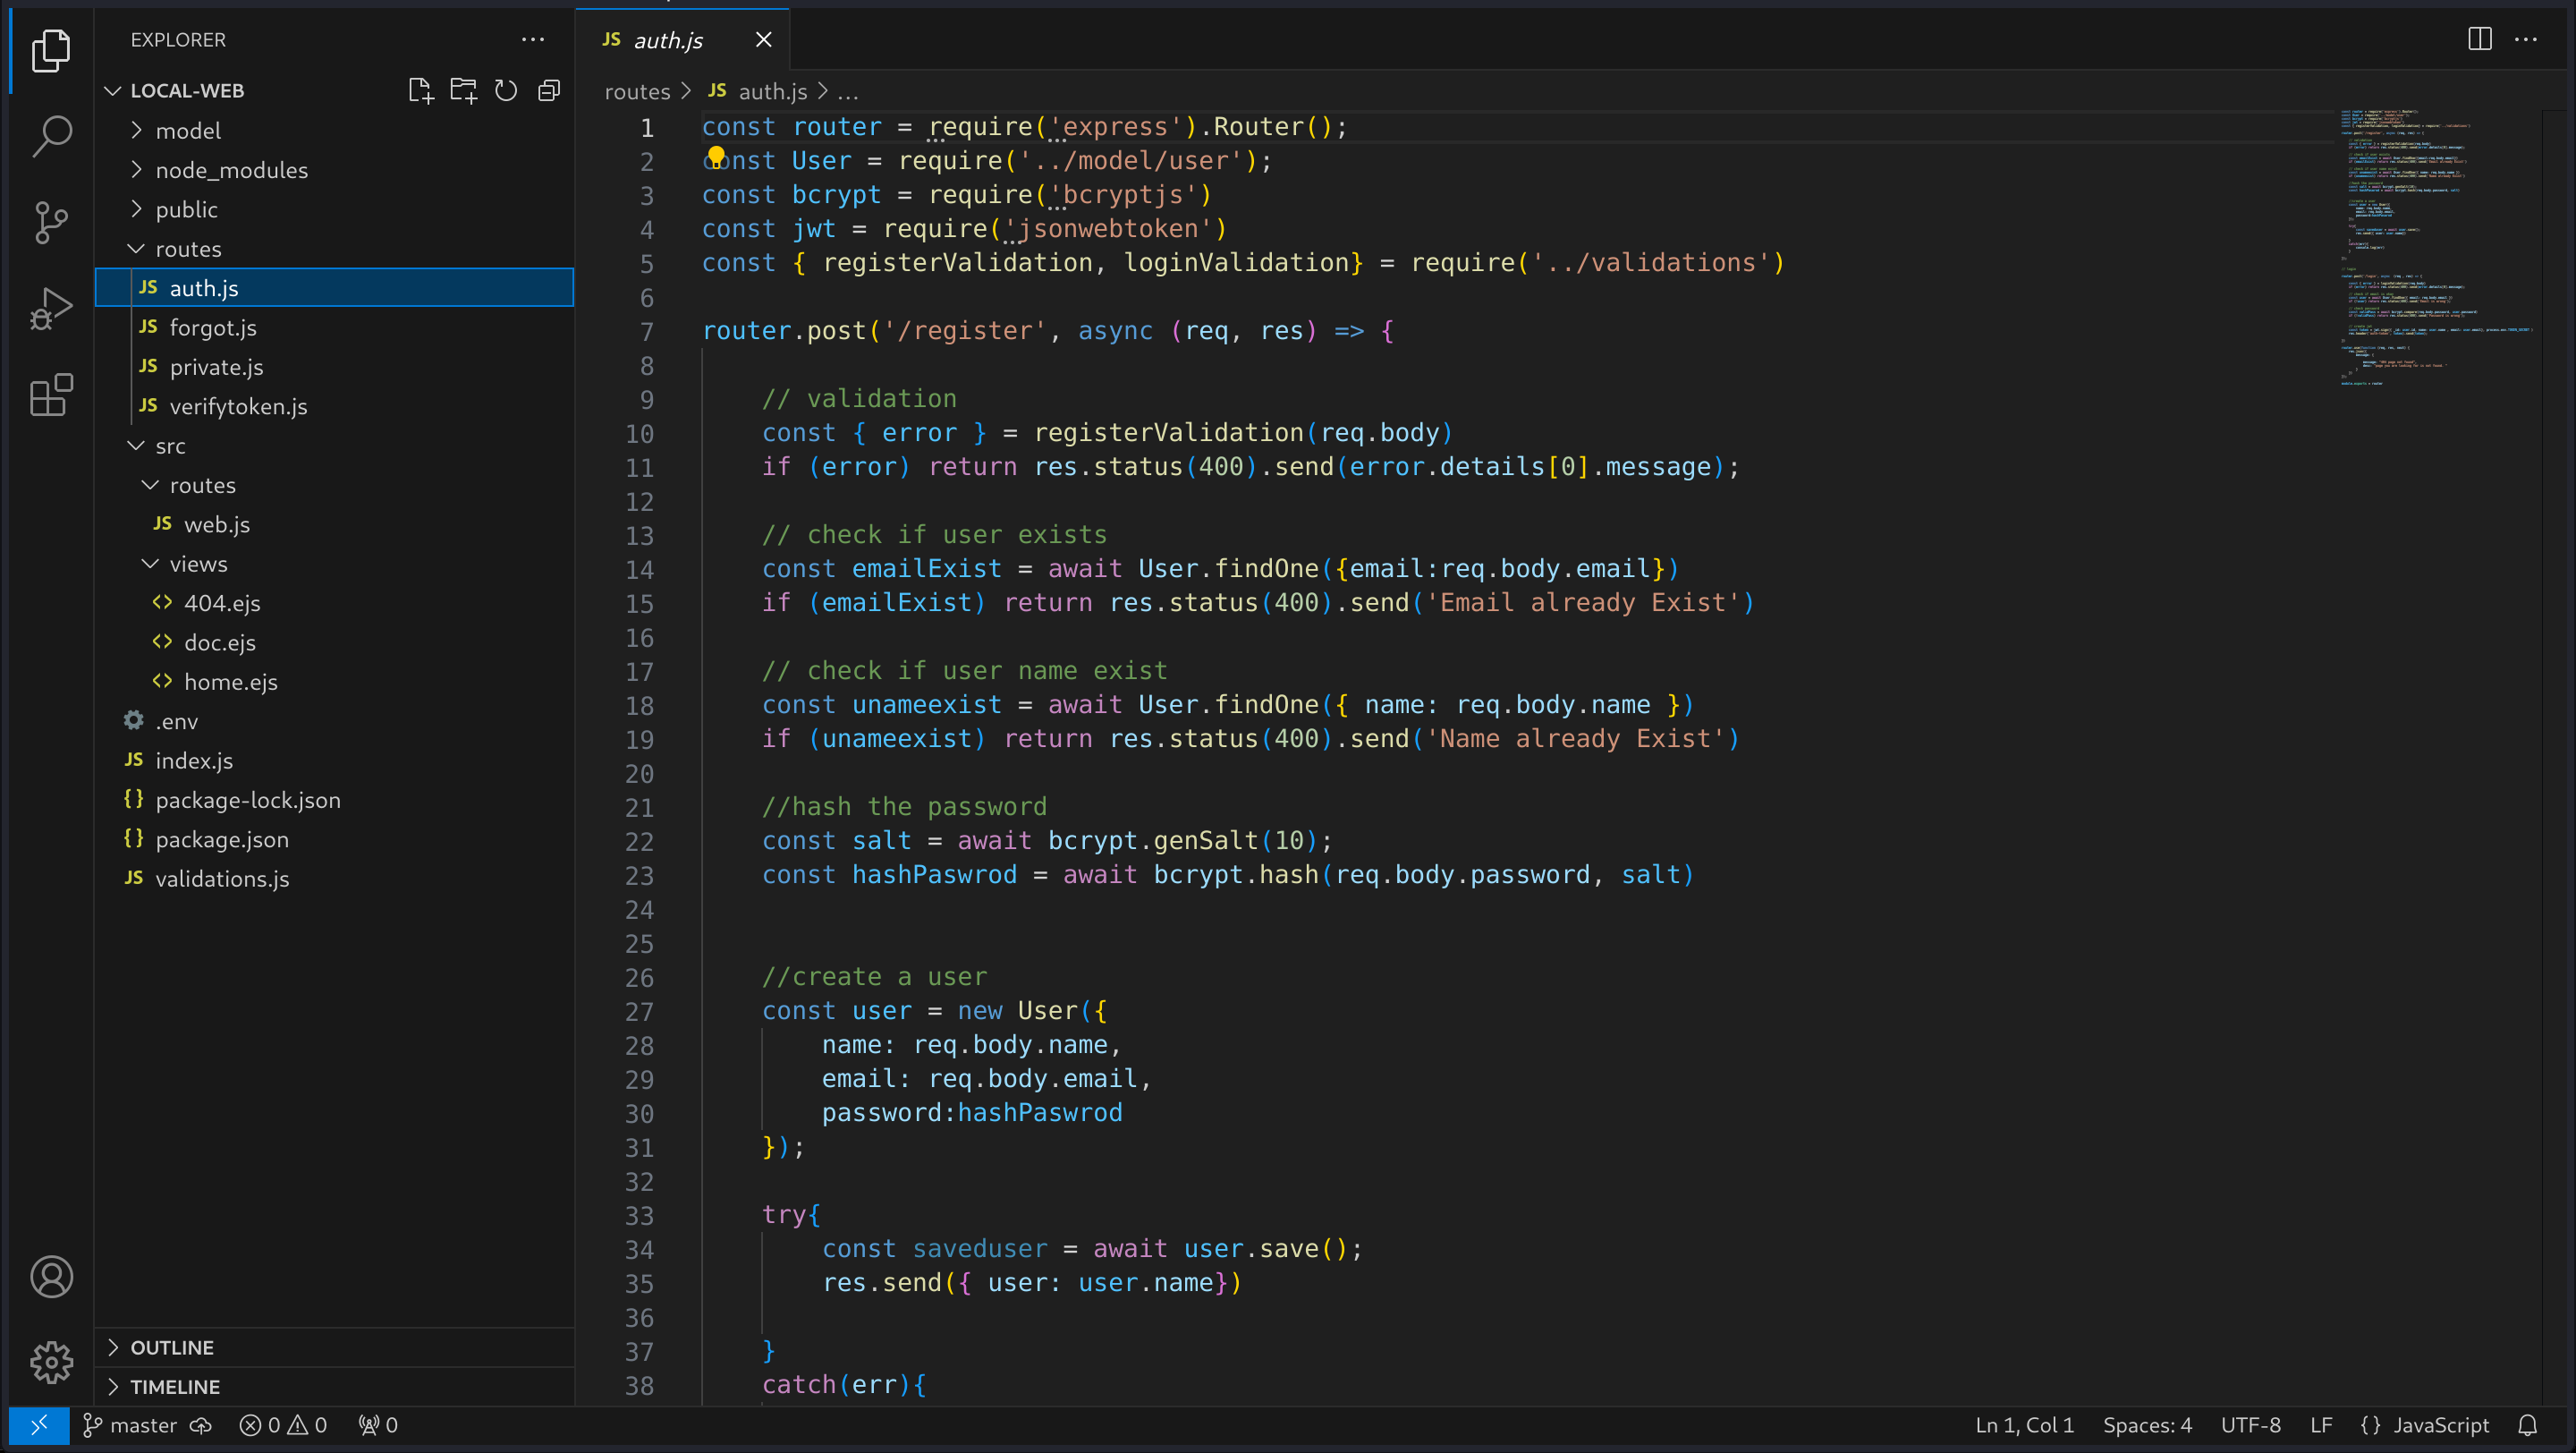 EXPLORER
LOCAL-WEB
model
node_modules
public
routes
JS auth.js
JS forgot.js
JS private.js
JS verifytoken.js
src
routes
JS web.js
views
<> 404.ejs
<> doc.ejs
<> home.ejs
.env
JS index.js
{} package-lock.json
{} package.json
JS validations.js
OUTLINE
TIMELINE
JS auth.js
routes > JS auth.js > ...
1 const router = require('express').Router();
2 const User = require('../model/user');
3 const bcrypt = require('bcryptjs')
4 const jwt = require('jsonwebtoken')
5 const { registerValidation, loginValidation} = require('../validations')
6
7 router.post('/register', async (req, res) => {
8
9     // validation
10     const { error } = registerValidation(req.body)
11     if (error) return res.status(400).send(error.details[0].message);
12
13     // check if user exists
14     const emailExist = await User.findOne({email:req.body.email})
15     if (emailExist) return res.status(400).send('Email already Exist')
16
17     // check if user name exist
18     const unameexist = await User.findOne({ name: req.body.name })
19     if (unameexist) return res.status(400).send('Name already Exist')
20
21     //hash the password
22     const salt = await bcrypt.genSalt(10);
23     const hashPaswrod = await bcrypt.hash(req.body.password, salt)
24
25
26     //create a user
27     const user = new User({
28         name: req.body.name,
29         email: req.body.email,
30         password:hashPaswrod
31     });
32
33     try{
34         const saveduser = await user.save();
35         res.send({ user: user.name})
36
37     }
38     catch(err){
master 0 0 0
Ln 1, Col 1 Spaces: 4 UTF-8 LF {} JavaScript